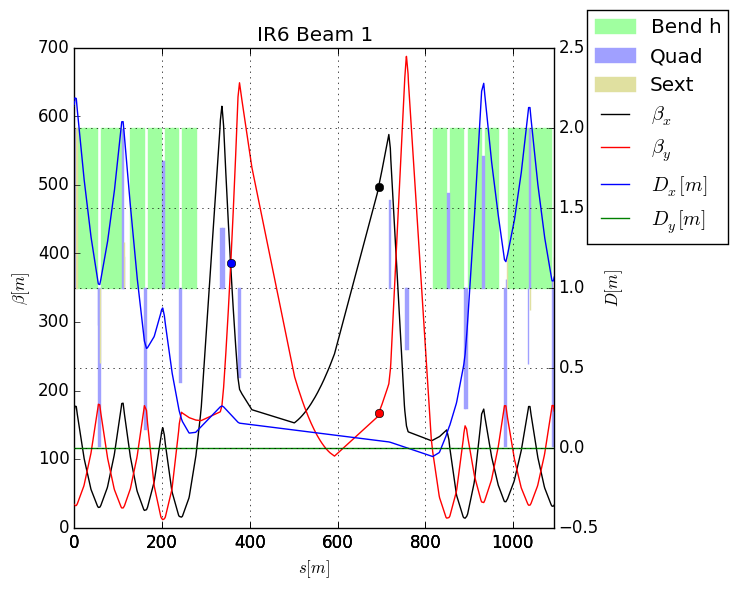 IR6 Beam 1
700
600
500
400
300
200
100
0
β[m]
0 200 400 600 800 1000
s[m]
2.5
2.0
1.5
1.0
0.5
0.0
−0.5
D[m]
Bend h
Quad
Sext
βx
βy
Dx[m]
Dy[m]